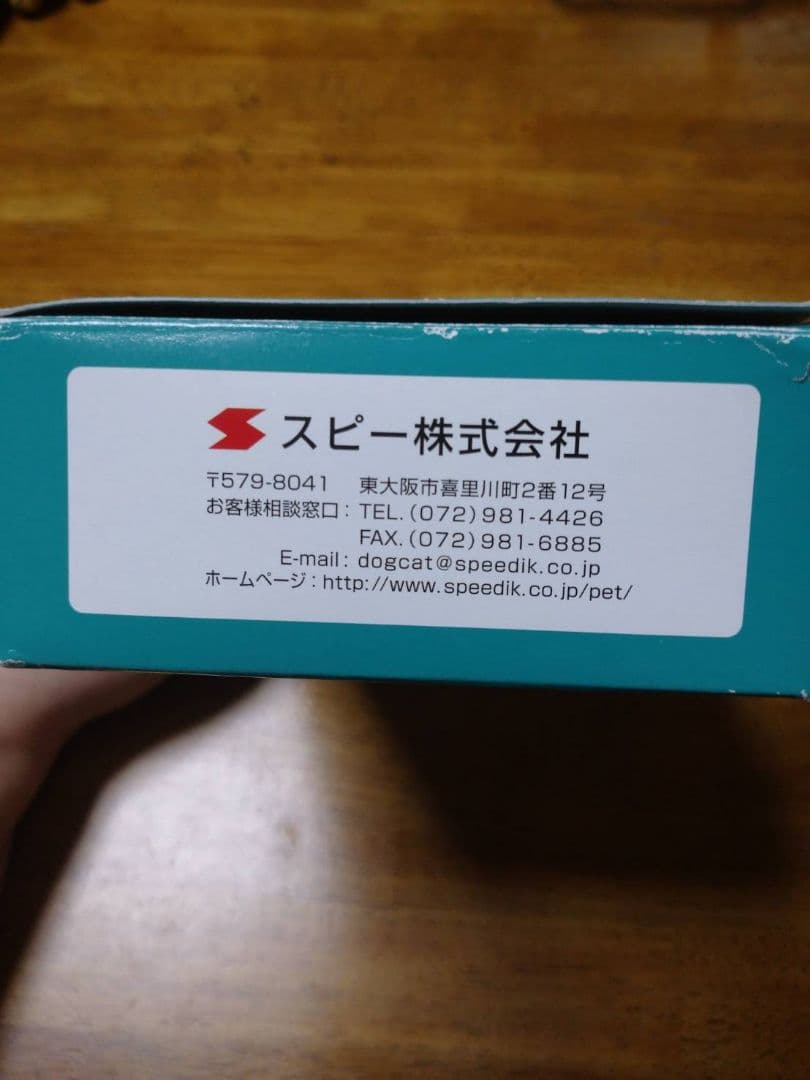 スピー株式会社
〒579-8041 東大阪市喜里川町2番12号
お客様相談窓口：TEL.(072)981-4426
FAX.(072)981-6885
E-mail：dogcat@speedik.co.jp
ホームページ：http://www.speedik.co.jp/pet/